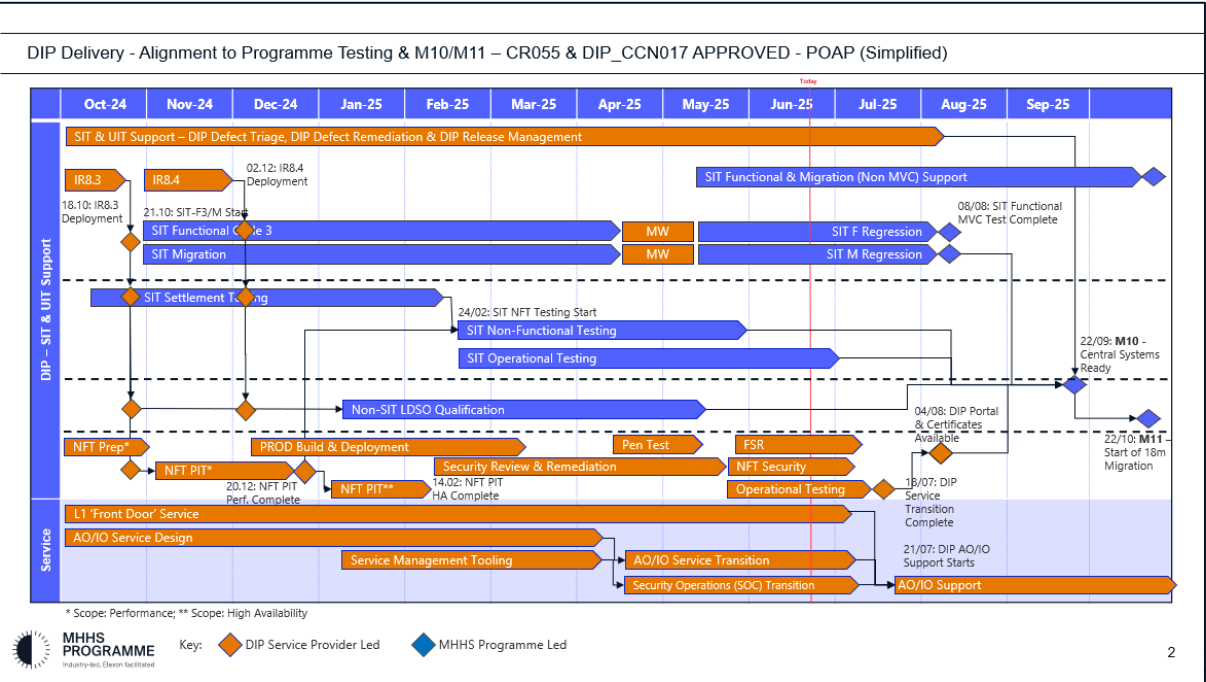 DIP Delivery - Alignment to Programme Testing & M10/M11 – CR055 & DIP_CCN017 APPROVED - POAP (Simplified)
Today
Oct-24 Nov-24 Dec-24 Jan-25 Feb-25 Mar-25 Apr-25 May-25 Jun-25 Jul-25 Aug-25 Sep-25
DIP – SIT & UIT Support
SIT & UIT Support – DIP Defect Triage, DIP Defect Remediation & DIP Release Management
IR8.3
IR8.4
02.12: IR8.4
Deployment
SIT Functional & Migration (Non MVC) Support
18.10: IR8.3
Deployment
21.10: SIT-F3/M Start
08/08: SIT Functional
MVC Test Complete
SIT Functional Cycle 3
MW
SIT F Regression
SIT Migration
MW
SIT M Regression
SIT Settlement Testing
24/02: SIT NFT Testing Start
SIT Non-Functional Testing
SIT Operational Testing
22/09: M10 -
Central Systems
Ready
Non-SIT LDSO Qualification
04/08: DIP Portal
& Certificates
Available
22/10: M11 –
Start of 18m
Migration
NFT Prep*
PROD Build & Deployment
Pen Test
FSR
NFT PIT*
Security Review & Remediation
NFT Security
20.12: NFT PIT
Perf. Complete
NFT PIT**
14.02: NFT PIT
HA Complete
Operational Testing
18/07: DIP
Service
Transition
Complete
Service
L1 'Front Door' Service
AO/IO Service Design
Service Management Tooling
AO/IO Service Transition
21/07: DIP AO/IO
Support Starts
Security Operations (SOC) Transition
AO/IO Support
* Scope: Performance; ** Scope: High Availability
MHHS
PROGRAMME
Industry-led, Elexon facilitated
Key:
DIP Service Provider Led
MHHS Programme Led
2